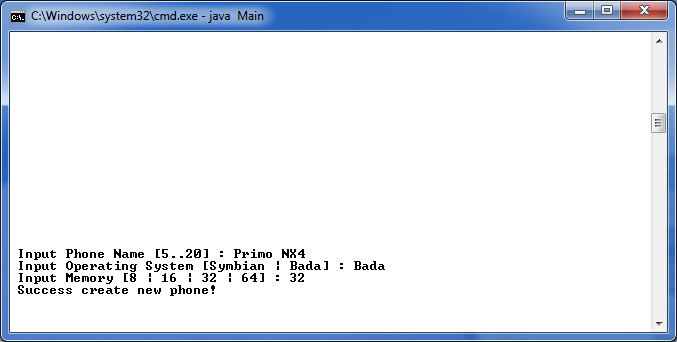 C:\Windows\system32\cmd.exe - java Main
Input Phone Name [5..20] : Primo NX4
Input Operating System [Symbian ¦ Bada] : Bada
Input Memory [8 ¦ 16 ¦ 32 ¦ 64] : 32
Success create new phone!